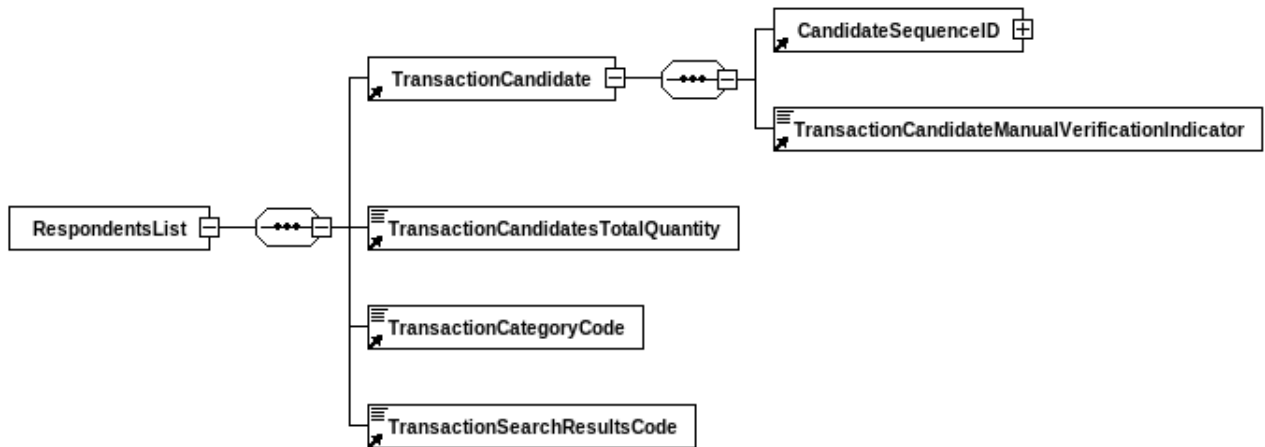 CandidateSequenceID
TransactionCandidate
TransactionCandidateManualVerificationIndicator
RespondentsList
TransactionCandidatesTotalQuantity
TransactionCategoryCode
TransactionSearchResultsCode